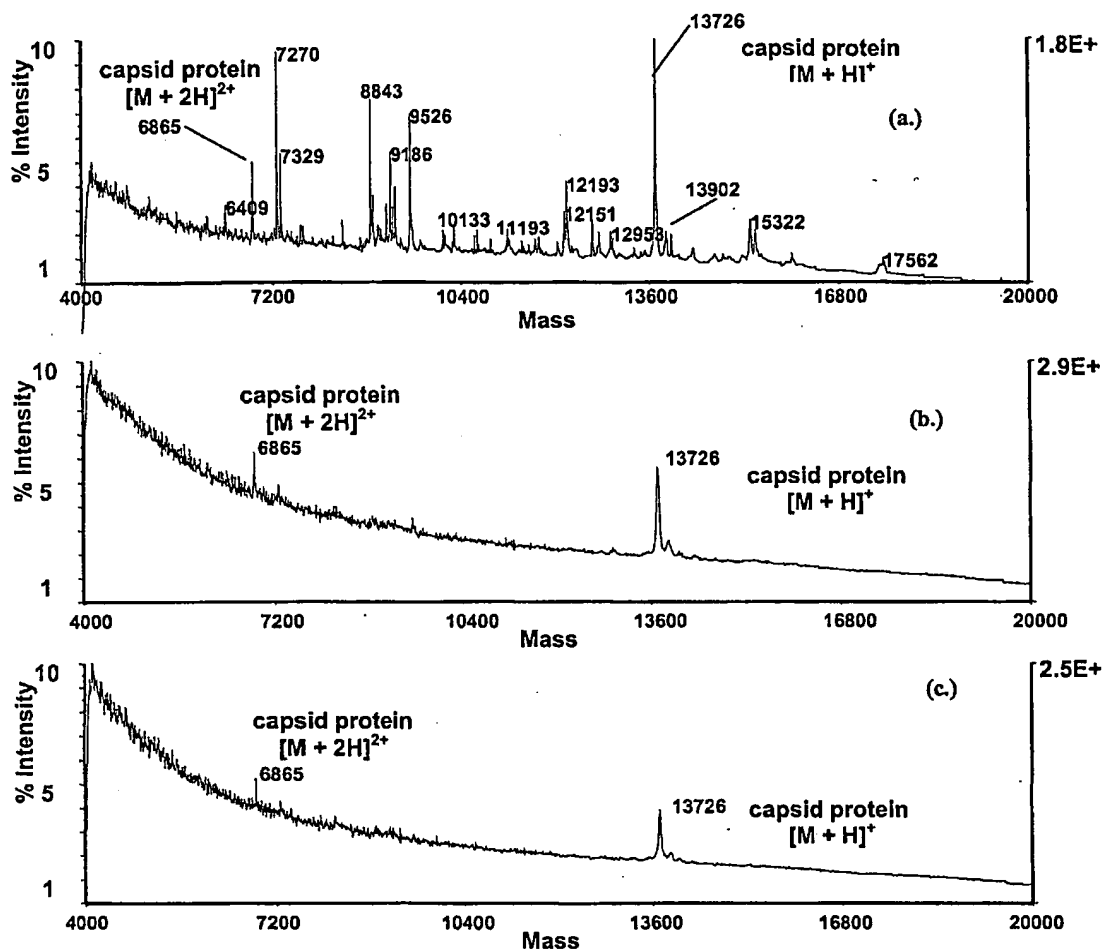 10
5
1
% Intensity
capsid protein
[M + 2H]²⁺
6865
6409
7270
7329
8843
9186
9526
10133
11193
12193
12151
12953
13726
capsid protein
[M + H]⁺
13902
15322
17562
(a.)
1.8E+
4000 7200 10400 13600 16800 20000
Mass
10
5
1
% Intensity
capsid protein
[M + 2H]²⁺
6865
13726
capsid protein
[M + H]⁺
(b.)
2.9E+
4000 7200 10400 13600 16800 20000
Mass
10
5
1
% Intensity
capsid protein
[M + 2H]²⁺
6865
13726
capsid protein
[M + H]⁺
(c.)
2.5E+
4000 7200 10400 13600 16800 20000
Mass